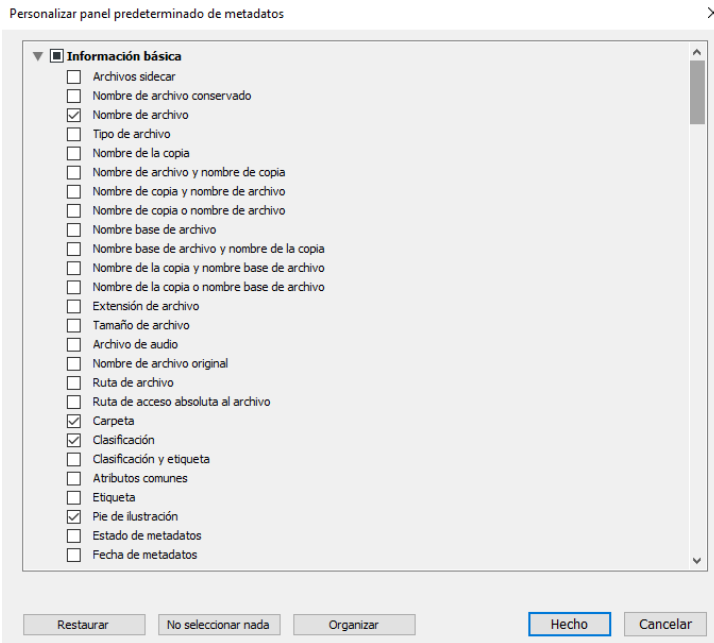 Personalizar panel predeterminado de metadatos
Información básica
Archivos sidecar
Nombre de archivo conservado
Nombre de archivo
Tipo de archivo
Nombre de la copia
Nombre de archivo y nombre de copia
Nombre de copia y nombre de archivo
Nombre de copia o nombre de archivo
Nombre base de archivo
Nombre base de archivo y nombre de la copia
Nombre de la copia y nombre base de archivo
Nombre de la copia o nombre base de archivo
Extensión de archivo
Tamaño de archivo
Archivo de audio
Nombre de archivo original
Ruta de archivo
Ruta de acceso absoluta al archivo
Carpeta
Clasificación
Clasificación y etiqueta
Atributos comunes
Etiqueta
Pie de ilustración
Estado de metadatos
Fecha de metadatos
Restaurar No seleccionar nada Organizar Hecho Cancelar